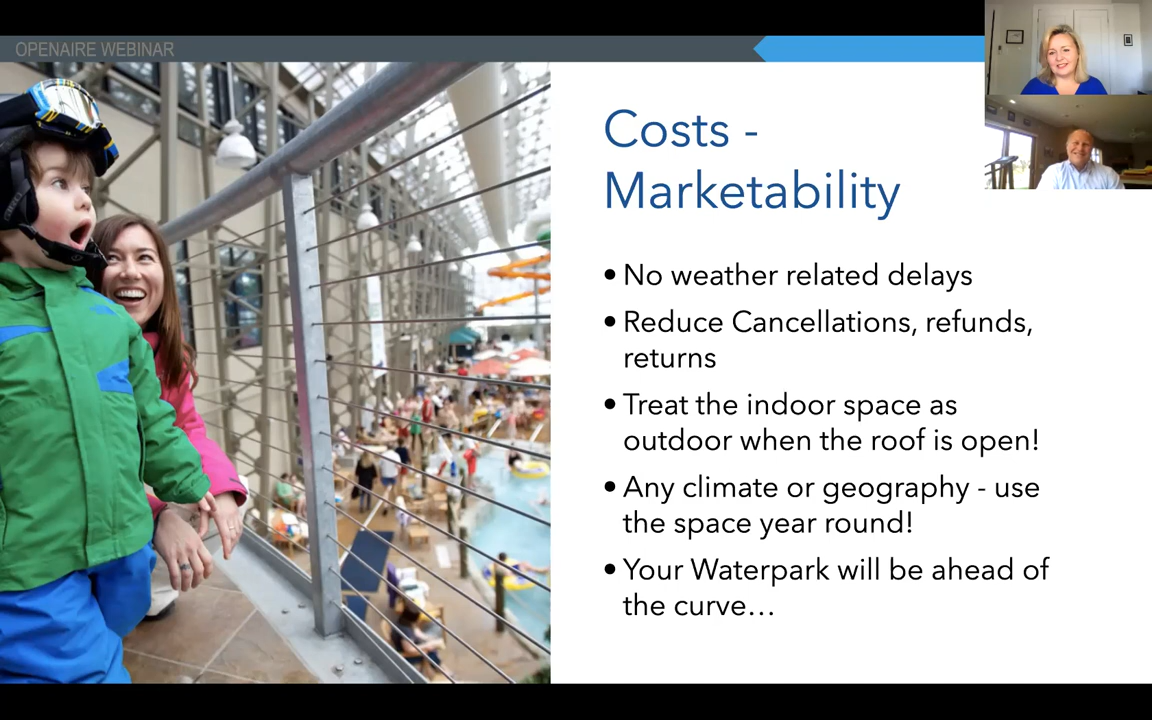 OPENAIRE WEBINAR
Costs -
Marketability
• No weather related delays
• Reduce Cancellations, refunds,
returns
• Treat the indoor space as
outdoor when the roof is open!
• Any climate or geography - use
the space year round!
• Your Waterpark will be ahead of
the curve…